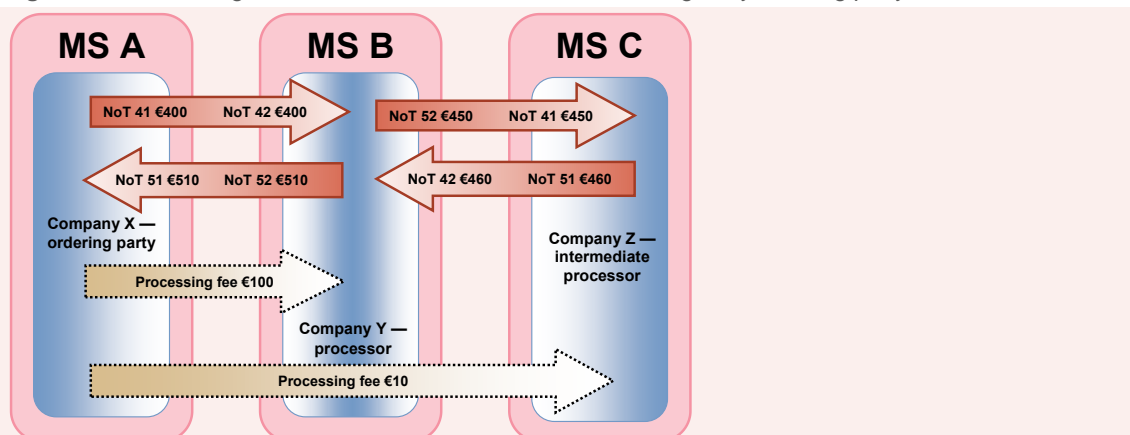 MS A
MS B
MS C
NoT 41 €400 NoT 42 €400
NoT 52 €450 NoT 41 €450
NoT 51 €510 NoT 52 €510
NoT 42 €460 NoT 51 €460
Company X —
ordering party
Company Z —
intermediate
processor
Processing fee €100
Company Y —
processor
Processing fee €10